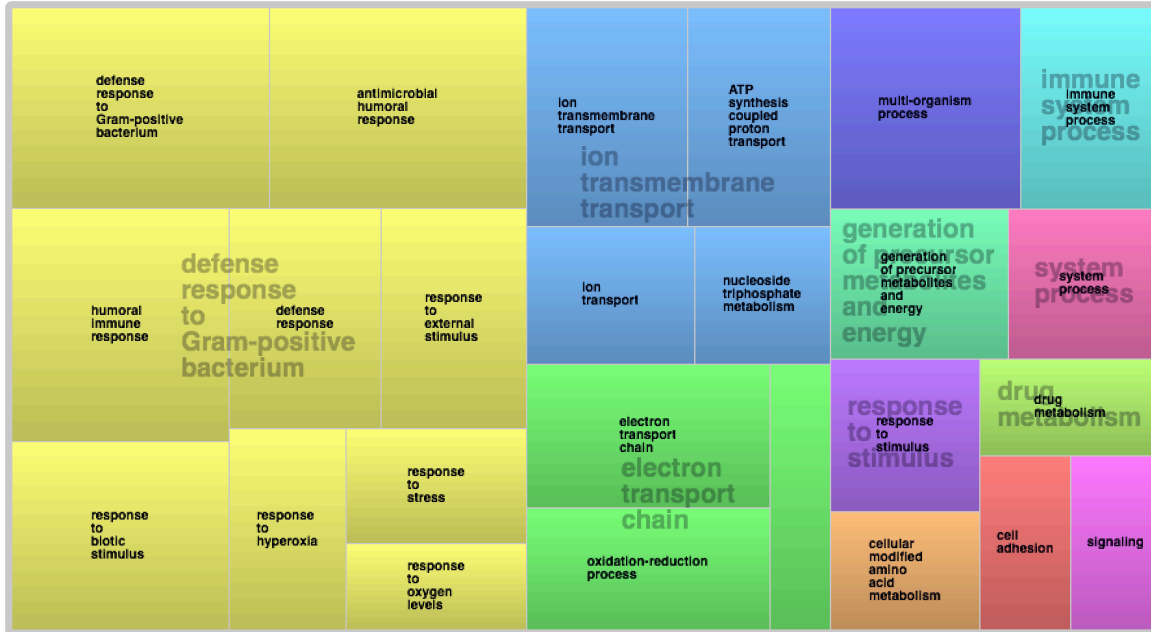 defense
response
to
Gram-positive
bacterium
antimicrobial
humoral
response
humoral
immune
response
defense
response
response
to
external
stimulus
defense
response
to
Gram-positive
bacterium
response
to
biotic
stimulus
response
to
hyperoxia
response
to
stress
response
to
oxygen
levels
ion
transmembrane
transport
ATP
synthesis
coupled
proton
transport
ion
transmembrane
transport
ion
transport
nucleoside
triphosphate
metabolism
electron
transport
chain
electron
transport
chain
oxidation-reduction
process
multi-organism
process
immune
system
process
immune
system
process
generation
of precursor
metabolites
and
energy
generation
of precursor
metabolites
and
energy
system
process
system
process
response
to
stimulus
response
to
stimulus
drug
metabolism
drug
metabolism
cellular
modified
amino
acid
metabolism
cell
adhesion
signaling